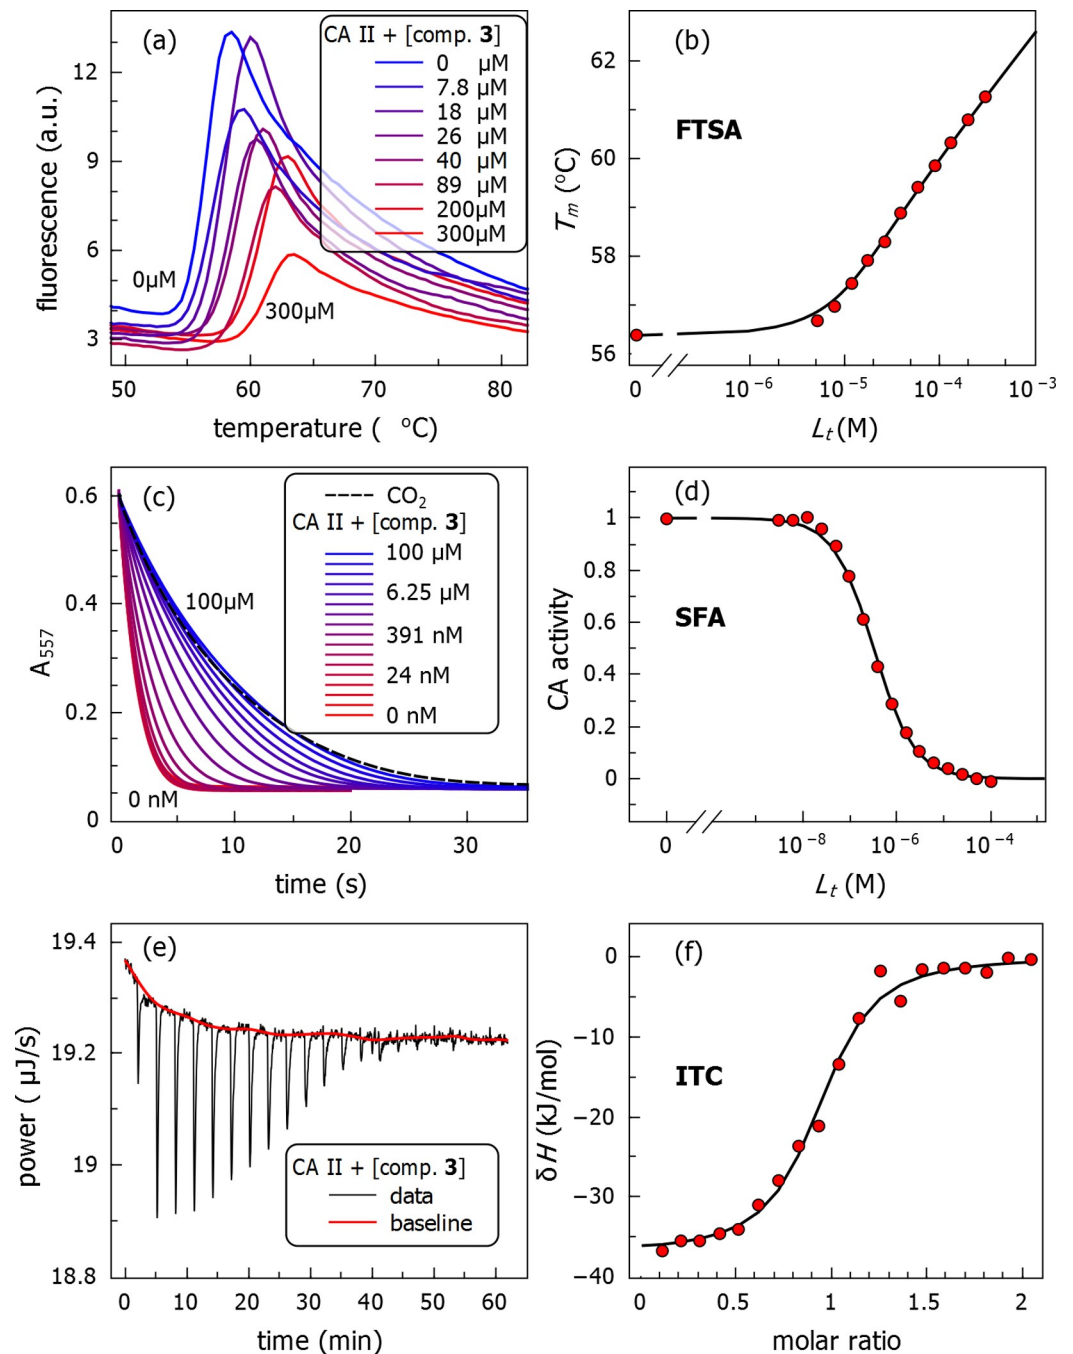 (a)
CA II + [comp. 3]
0 μM
7.8 μM
18 μM
26 μM
40 μM
89 μM
200μM
300μM
0μM
300μM
fluorescence (a.u.)
12
9
6
3
50
60
70
80
temperature ( °C)
(b)
FTSA
Tm (°C)
62
60
58
56
0
10⁻⁶
10⁻⁵
10⁻⁴
10⁻³
Lt (M)
(c)
CO₂
CA II + [comp. 3]
100 μM
6.25 μM
391 nM
24 nM
0 nM
100μM
0 nM
A₅₅₇
0.6
0.4
0.2
0
0
10
20
30
time (s)
(d)
SFA
CA activity
1
0.8
0.6
0.4
0.2
0
0
10⁻⁸
10⁻⁶
10⁻⁴
Lt (M)
(e)
CA II + [comp. 3]
data
baseline
power ( μJ/s)
19.4
19.2
19
18.8
0
10
20
30
40
50
60
time (min)
(f)
ITC
δH (kJ/mol)
0
−10
−20
−30
−40
0
0.5
1
1.5
2
molar ratio